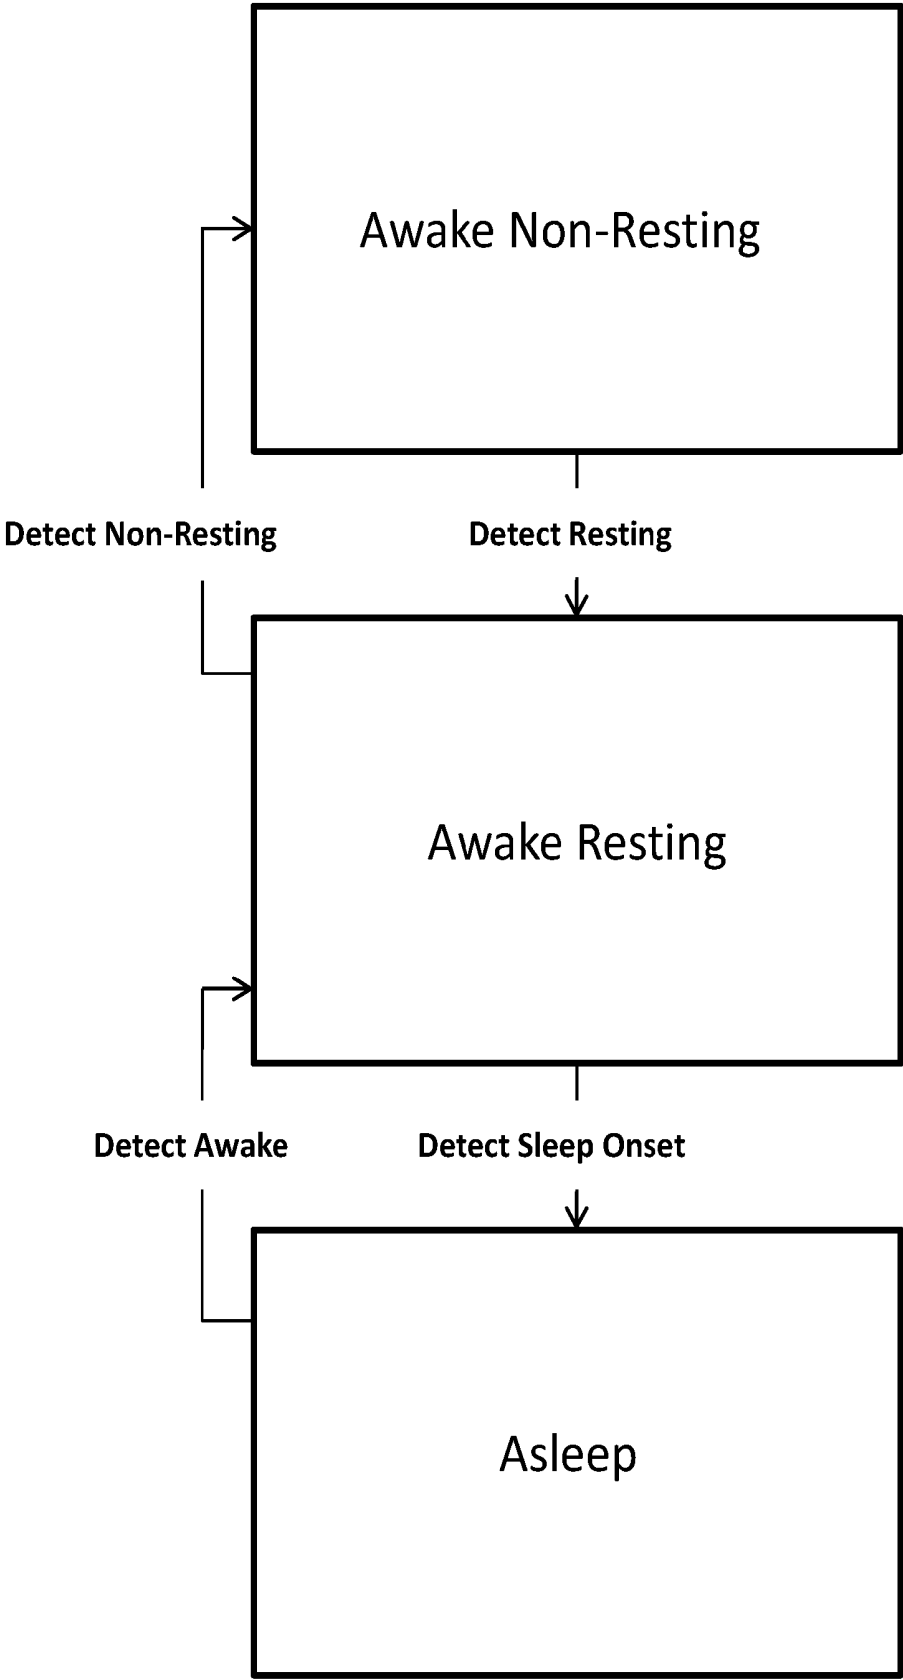 Awake Non-Resting
Detect Non-Resting
Detect Resting
Awake Resting
Detect Awake
Detect Sleep Onset
Asleep